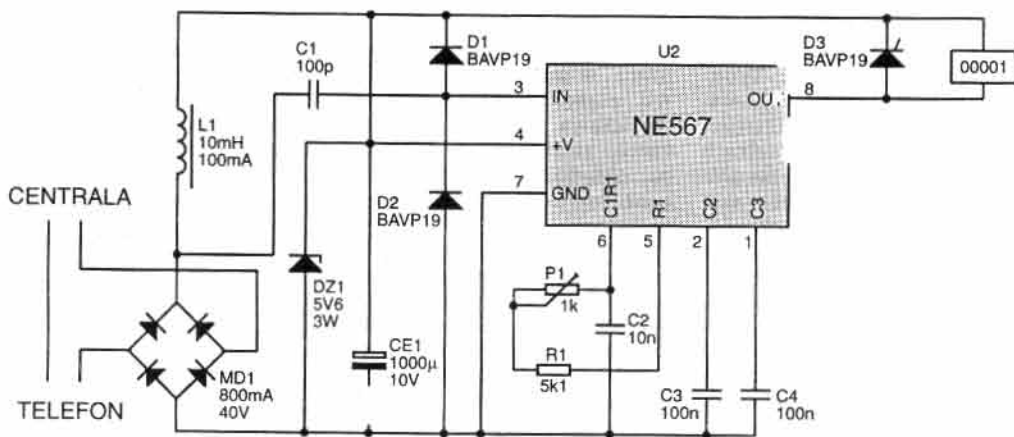 D1
BAVP19
C1
100p
U2
D3
BAVP19
00001
3
IN
OU
8
NE567
4
+V
L1
10mH
100mA
7
GND
D2
BAVP19
C1R1
R1
C2
C3
6
5
2
1
CENTRALA
DZ1
5V6
3W
P1
1k
C2
10n
CE1
1000µ
10V
R1
5k1
MD1
800mA
40V
TELEFON
C3
100n
C4
100n